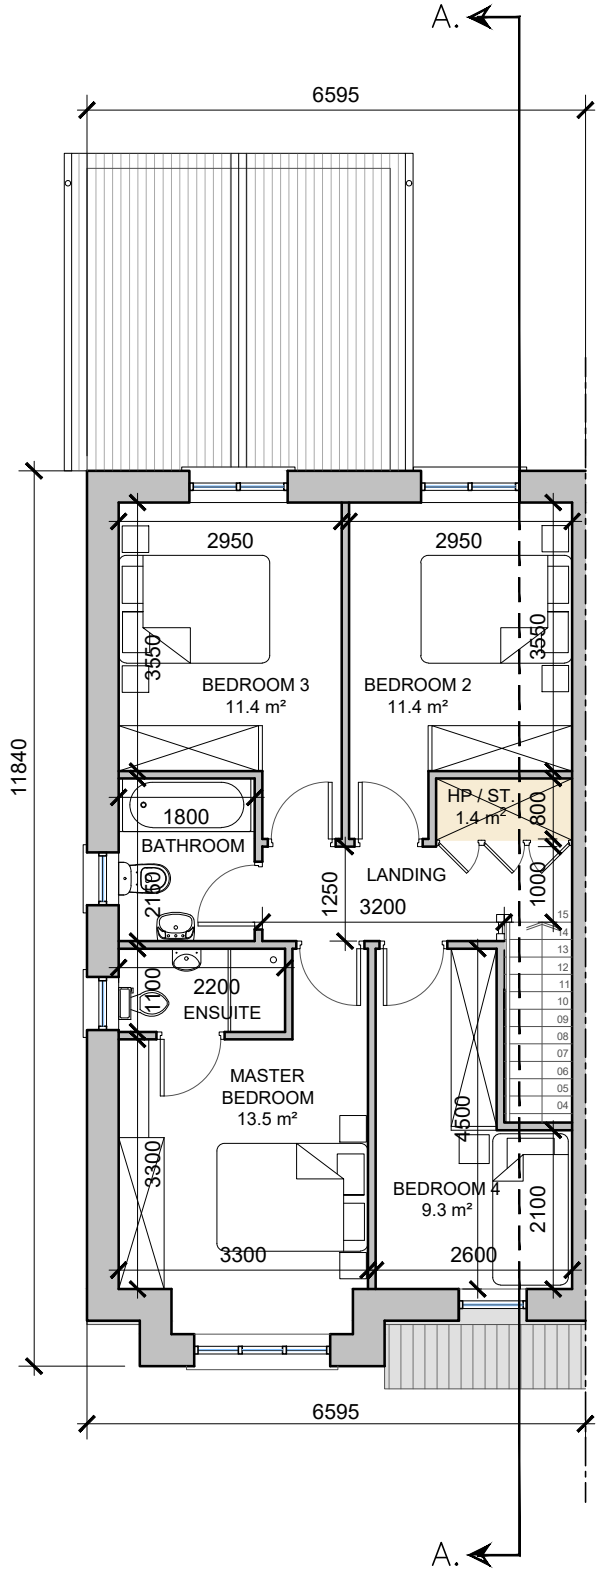 A.
6595
11840
2950
2950
3550
3550
BEDROOM 3
11.4 m²
BEDROOM 2
11.4 m²
HP / ST.
1.4 m²
800
1800
BATHROOM
2150
1250
LANDING
3200
1000
15
14
13
12
11
10
09
08
07
06
05
04
1100
2200
ENSUITE
MASTER
BEDROOM
13.5 m²
3300
3300
4500
BEDROOM 4
9.3 m²
2100
2600
6595
A.